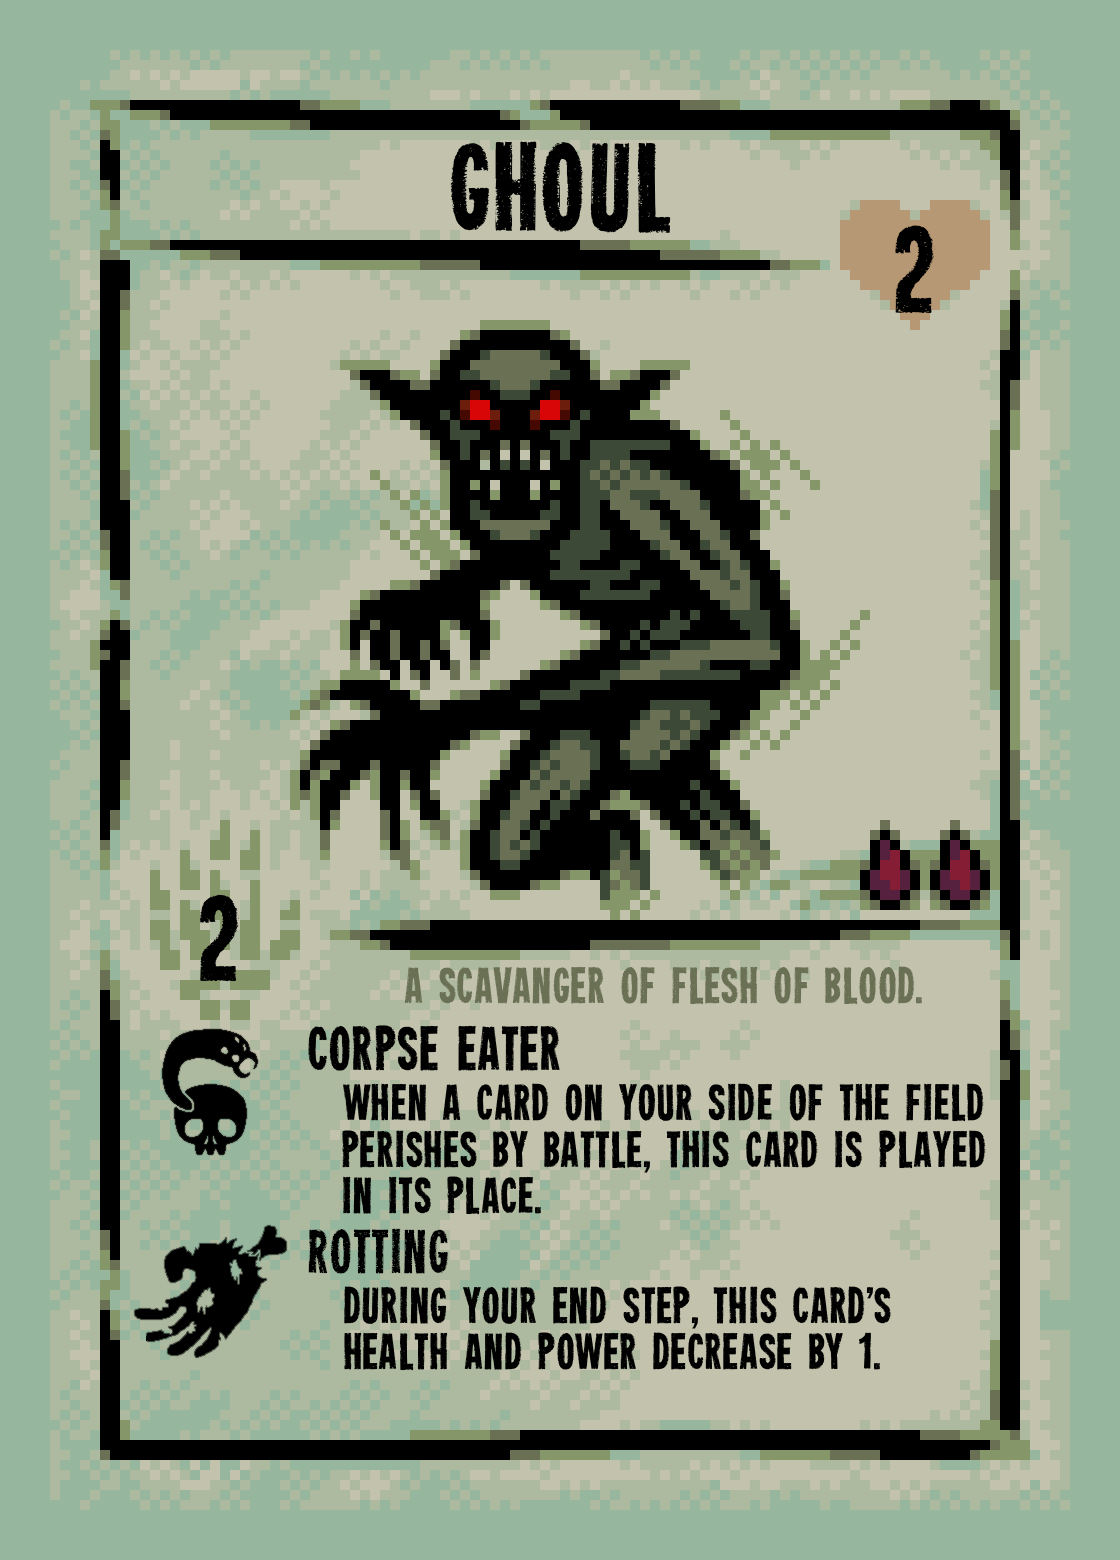 GHOUL
2
2
A SCAVANGER OF FLESH OF BLOOD.
CORPSE EATER
WHEN A CARD ON YOUR SIDE OF THE FIELD
PERISHES BY BATTLE, THIS CARD IS PLAYED
IN ITS PLACE.
ROTTING
DURING YOUR END STEP, THIS CARD'S
HEALTH AND POWER DECREASE BY 1.